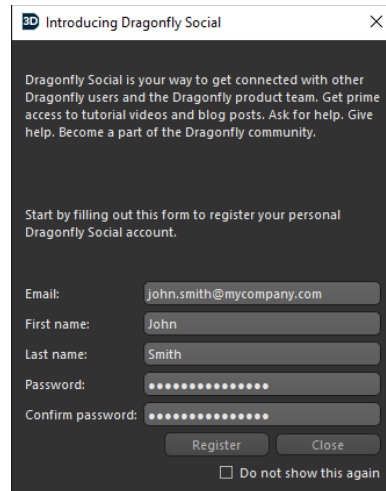 3D Introducing Dragonfly Social
Dragonfly Social is your way to get connected with other
Dragonfly users and the Dragonfly product team. Get prime
access to tutorial videos and blog posts. Ask for help. Give
help. Become a part of the Dragonfly community.
Start by filling out this form to register your personal
Dragonfly Social account.
Email: john.smith@mycompany.com
First name: John
Last name: Smith
Password: ●●●●●●●●●●●●●●●
Confirm password: ●●●●●●●●●●●●●●●
Register Close
Do not show this again